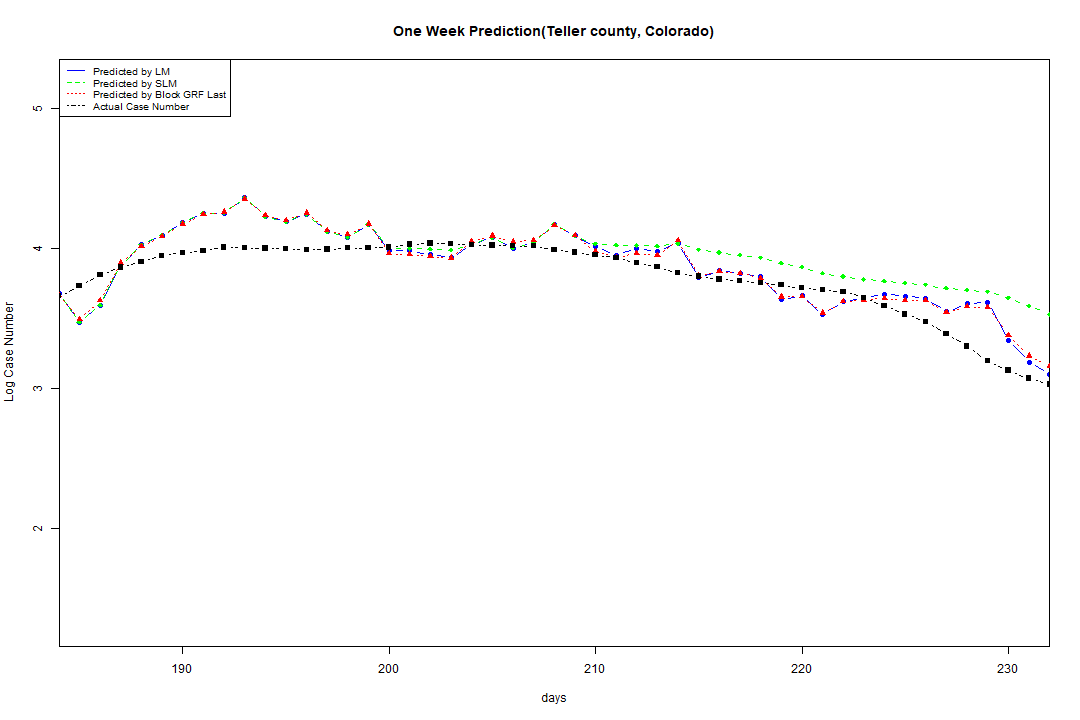 One Week Prediction(Teller county, Colorado)
Predicted by LM
Predicted by SLM
Predicted by Block GRF Last
Actual Case Number
5
4
3
2
Log Case Number
190 200 210 220 230
days